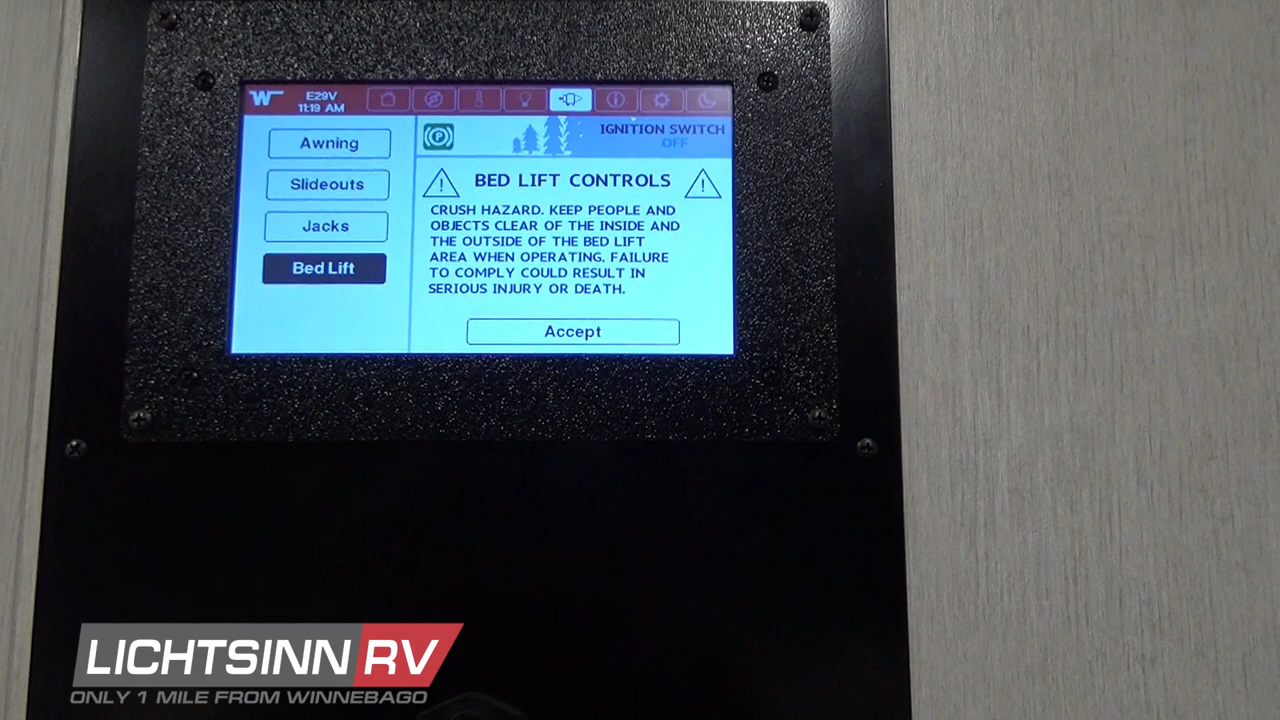 W
E29V
11:19 AM
Awning
Slideouts
Jacks
Bed Lift
P
IGNITION SWITCH
OFF
BED LIFT CONTROLS
CRUSH HAZARD. KEEP PEOPLE AND
OBJECTS CLEAR OF THE INSIDE AND
THE OUTSIDE OF THE BED LIFT
AREA WHEN OPERATING. FAILURE
TO COMPLY COULD RESULT IN
SERIOUS INJURY OR DEATH.
Accept
LICHTSINN RV
ONLY 1 MILE FROM WINNEBAGO